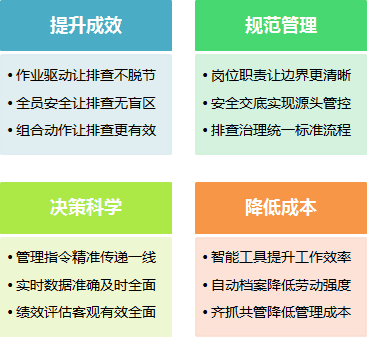 提升成效
• 作业驱动让排查不脱节
• 全员安全让排查无盲区
• 组合动作让排查更有效
规范管理
• 岗位职责让边界更清晰
• 安全交底实现源头管控
• 排查治理统一标准流程
决策科学
• 管理指令精准传递一线
• 实时数据准确及时全面
• 绩效评估客观有效全面
降低成本
• 智能工具提升工作效率
• 自动档案降低劳动强度
• 齐抓共管降低管理成本